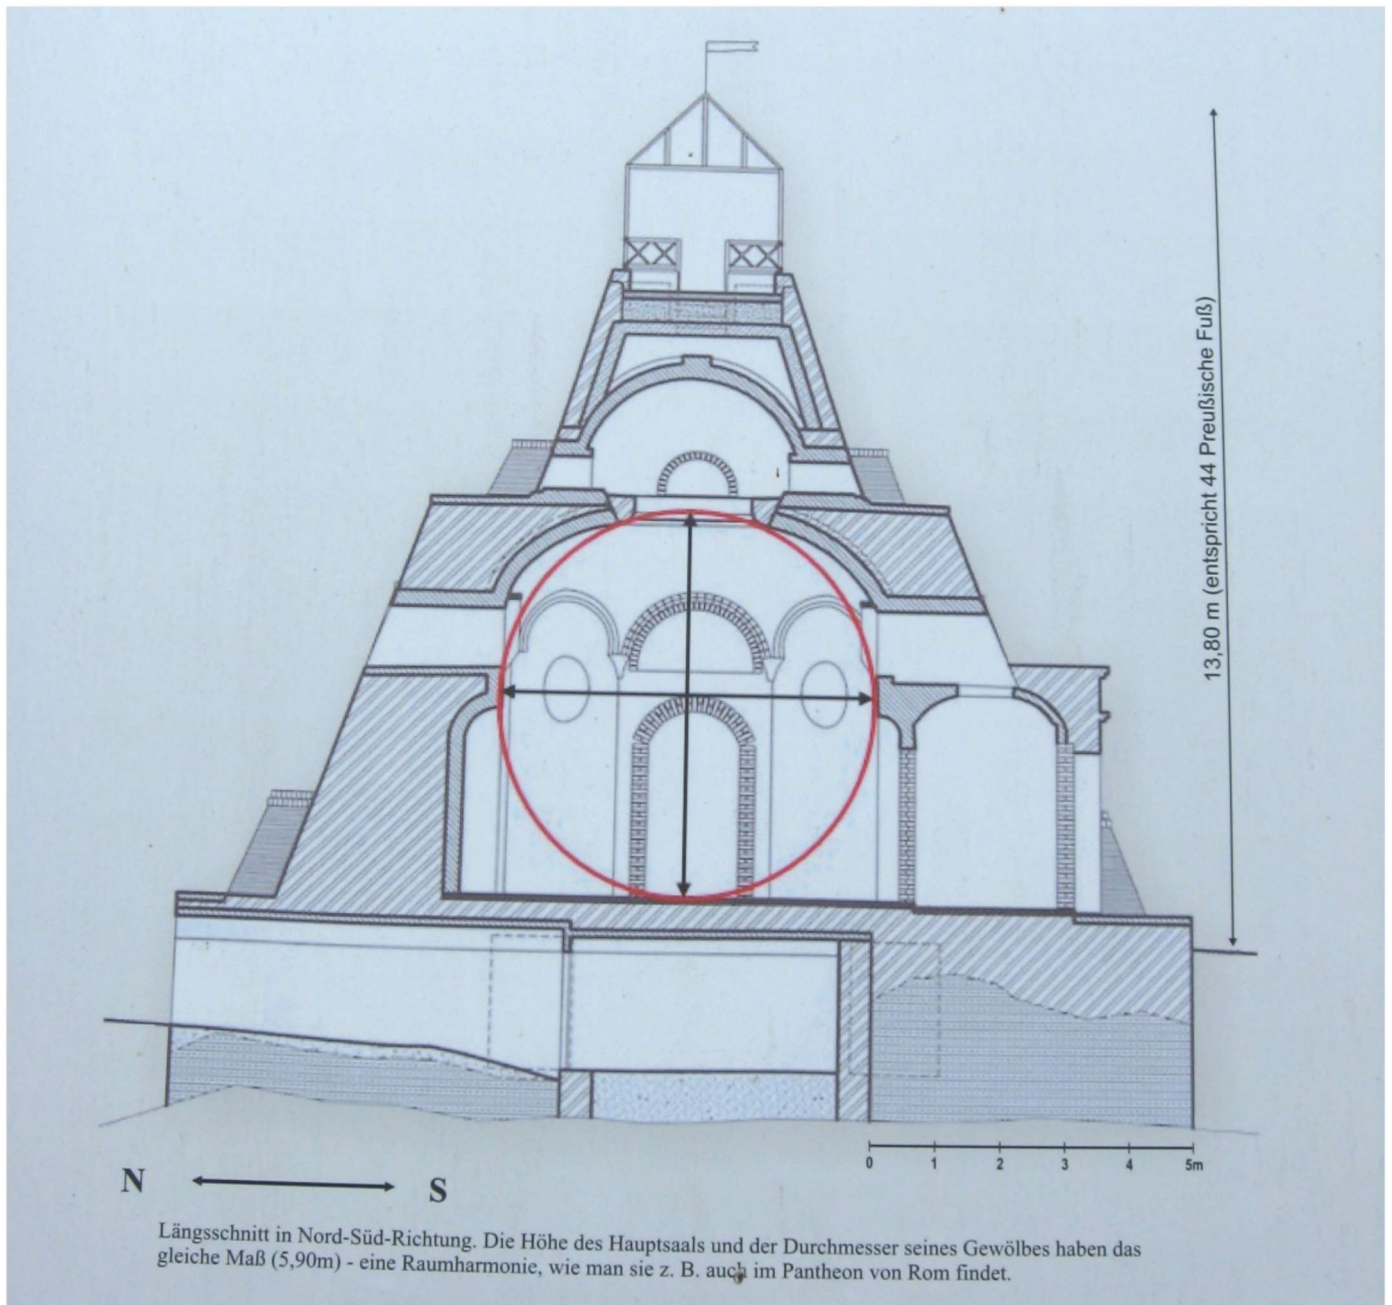 13,80 m (entspricht 44 Preußische Fuß)
0 1 2 3 4 5m
N S
Längsschnitt in Nord-Süd-Richtung. Die Höhe des Hauptsaals und der Durchmesser seines Gewölbes haben das
gleiche Maß (5,90m) - eine Raumharmonie, wie man sie z. B. auch im Pantheon von Rom findet.